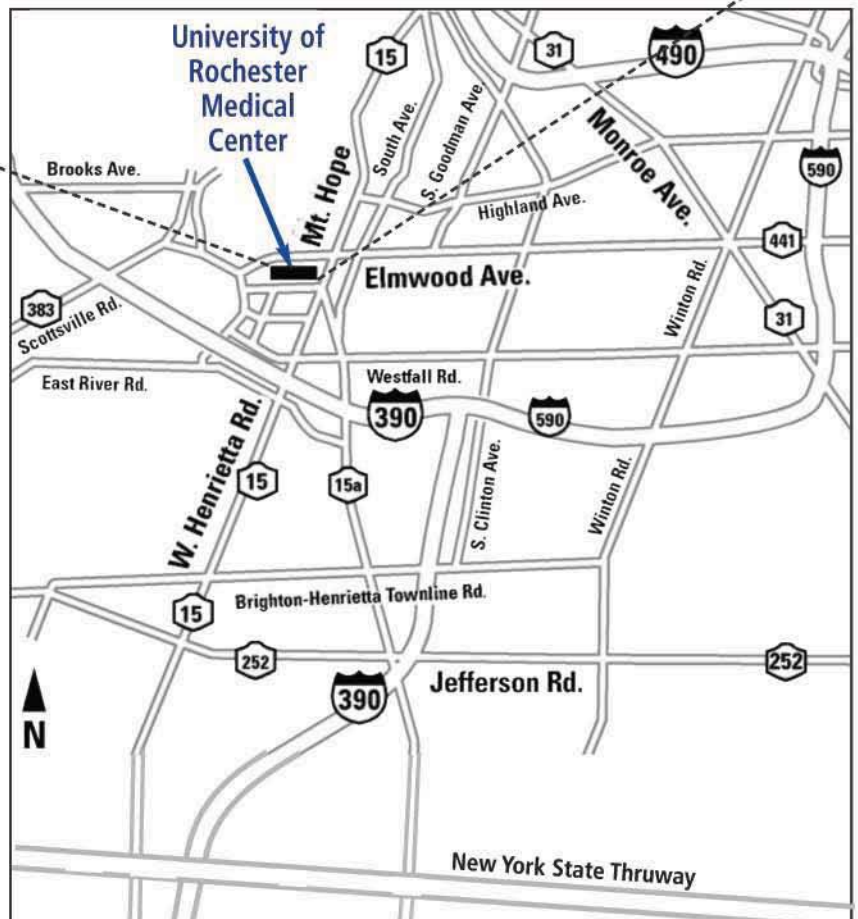 University of
Rochester
Medical
Center
15
31
490
Mt. Hope
South Ave.
S. Goodman Ave.
Monroe Ave.
Brooks Ave.
590
Highland Ave.
441
Elmwood Ave.
383
Scottsville Rd.
Winton Rd.
31
East River Rd.
Westfall Rd.
390
590
W. Henrietta Rd.
15
15a
S. Clinton Ave.
Winton Rd.
Brighton-Henrietta Townline Rd.
15
252
252
Jefferson Rd.
390
N
New York State Thruway